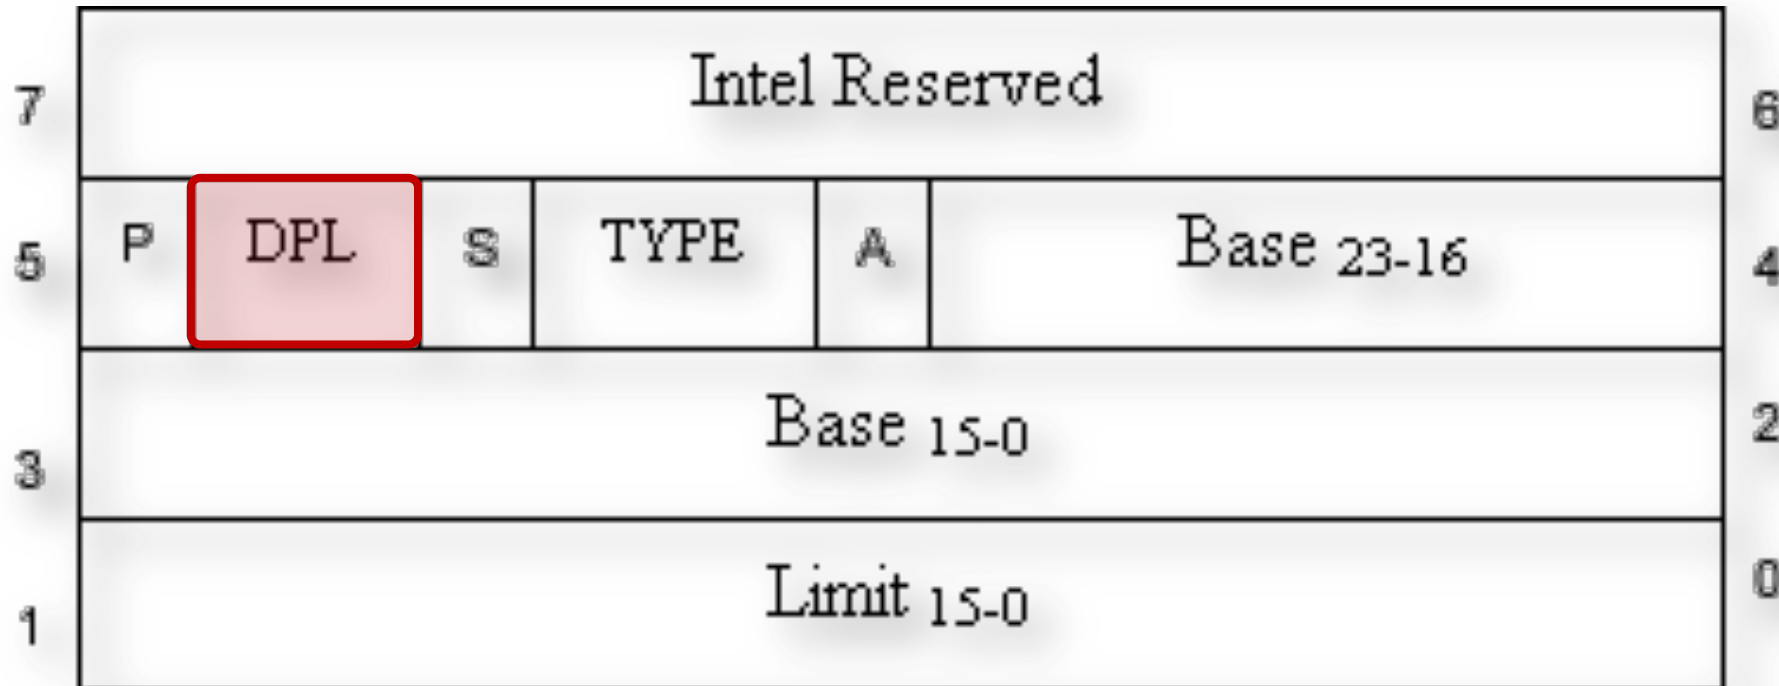 Intel Reserved
7 6
P DPL S TYPE A Base 23-16
5 4
Base 15-0
3 2
Limit 15-0
1 0